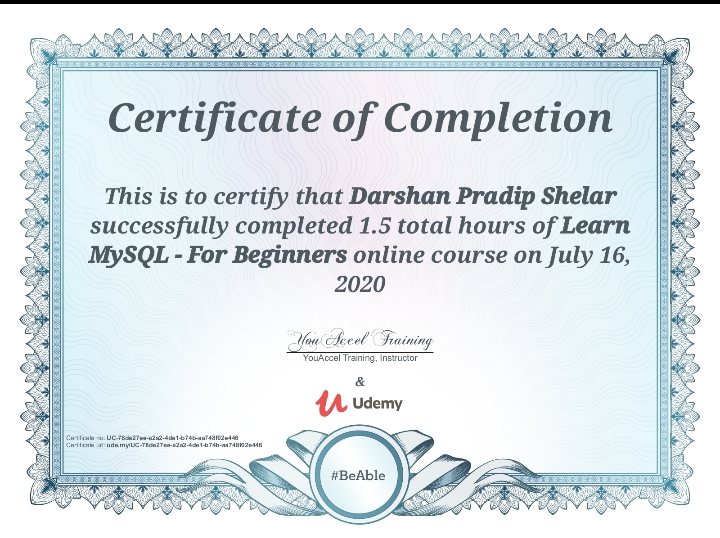 Certificate of Completion
This is to certify that Darshan Pradip Shelar
successfully completed 1.5 total hours of Learn
MySQL - For Beginners online course on July 16,
2020
YouAccel Training
YouAccel Training, Instructor
&
Udemy
Certificate no: UC-78de27ee-a2a2-4de1-b74b-aa748f02e446
Certificate url: ude.my/UC-78de27ee-a2a2-4de1-b74b-aa748f02e446
#BeAble